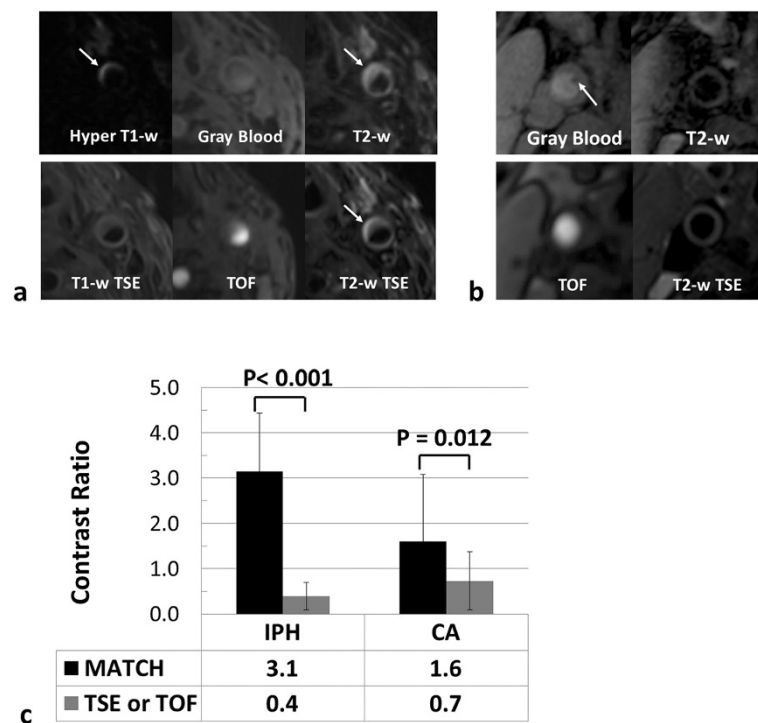 Hyper T1-w Gray Blood T2-w
T1-w TSE TOF T2-w TSE
a
Gray Blood T2-w
TOF T2-w TSE
b
P< 0.001
P = 0.012
Contrast Ratio
5.0
4.0
3.0
2.0
1.0
0.0
IPH CA
MATCH 3.1 1.6
TSE or TOF 0.4 0.7
c